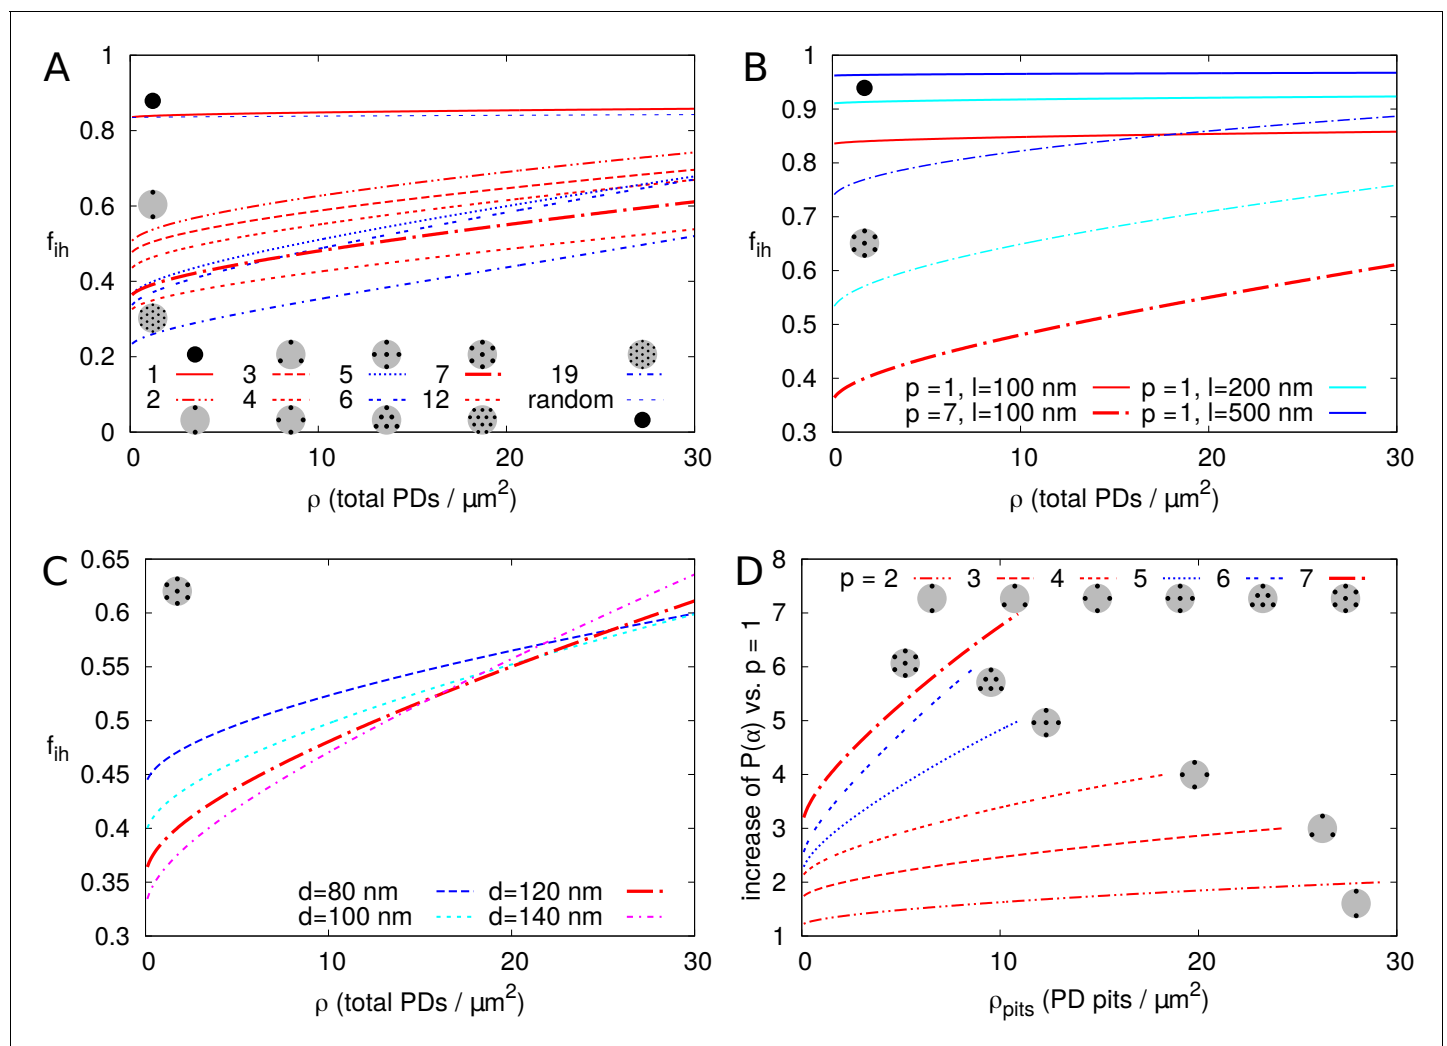 A
1
0.8
0.6
f_ih
0.4
0.2
0
1 3 5 7 19
2 4 6 12 random
0 10 20 30
ρ (total PDs / µm²)
B
1
0.9
0.8
0.7
f_ih
0.6
0.5
0.4
0.3
p =1, l=100 nm p =1, l=200 nm
p =7, l=100 nm p =1, l=500 nm
0 10 20 30
ρ (total PDs / µm²)
C
0.65
0.6
0.55
0.5
f_ih
0.45
0.4
0.35
0.3
d=80 nm d=120 nm
d=100 nm d=140 nm
0 10 20 30
ρ (total PDs / µm²)
D
increase of P(α) vs. p = 1
8
7
6
5
4
3
2
1
p = 2 3 4 5 6 7
0 10 20 30
ρ_pits (PD pits / µm²)